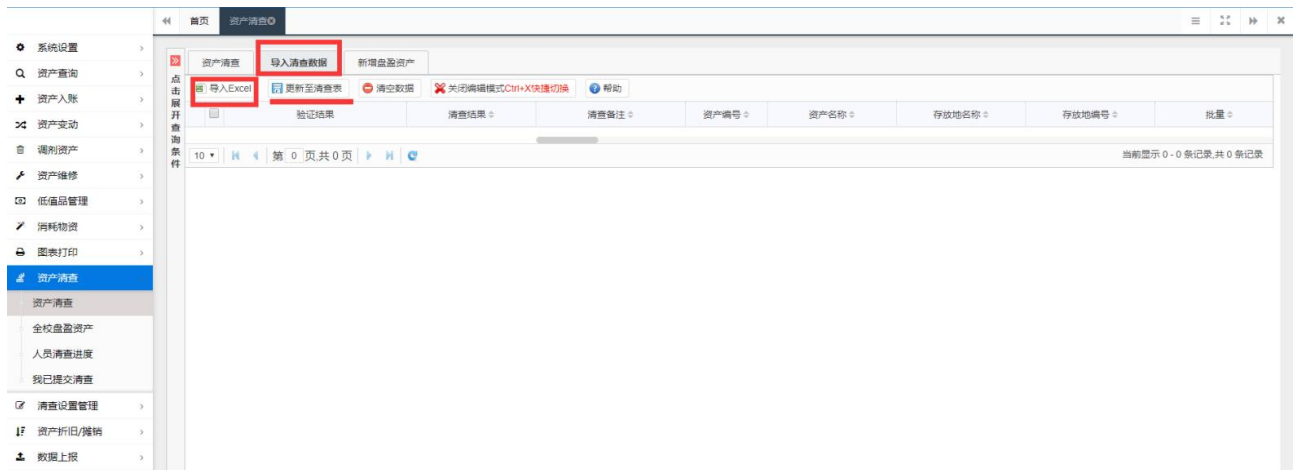 首页 资产清查
系统设置
资产查询
资产入账
资产变动
调剂资产
资产维修
低值品管理
消耗物资
图表打印
资产清查
资产清查
全校盘盈资产
人员清查进度
我已提交清查
清查设置管理
资产折旧/摊销
数据上报
点击展开查询条件
资产清查 导入清查数据 新增盘盈资产
导入Excel 更新至清查表 清空数据 关闭编辑模式Ctrl+X快捷切换 帮助
验证结果 清查结果 清查备注 资产编号 资产名称 存放地名称 存放地编号 批量
10 第 0 页,共 0 页 当前显示 0 - 0 条记录,共 0 条记录